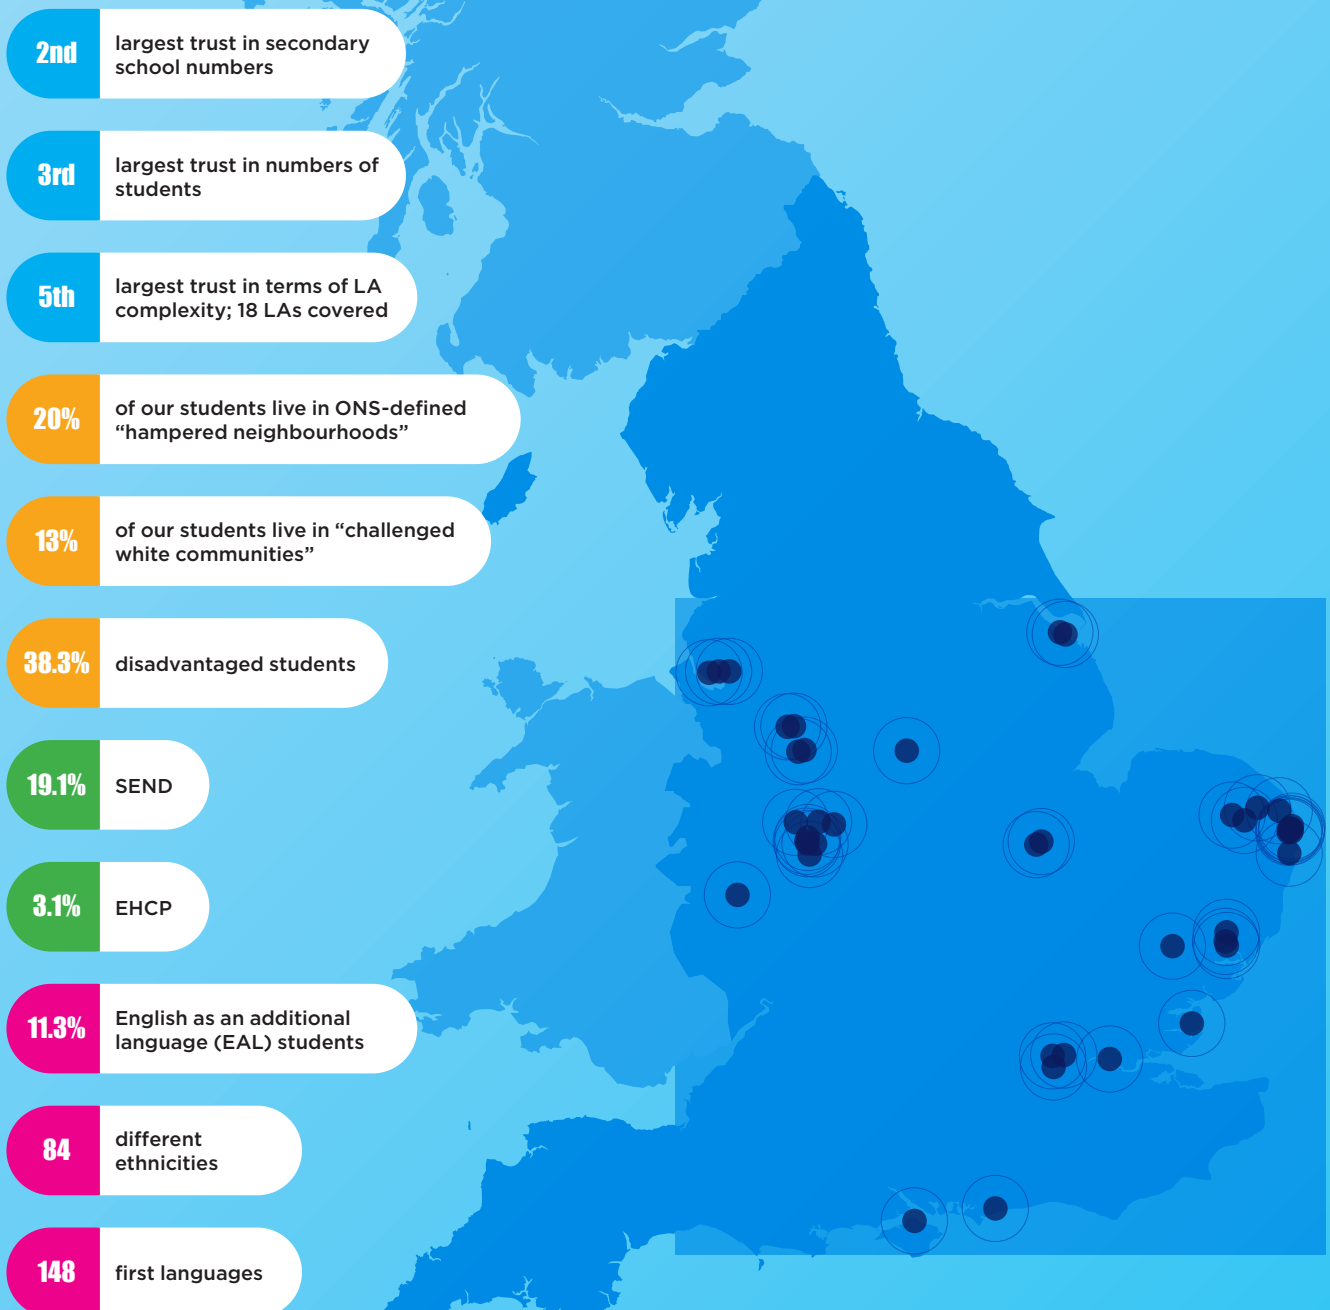 2nd
largest trust in secondary
school numbers
3rd
largest trust in numbers of
students
5th
largest trust in terms of LA
complexity; 18 LAs covered
20%
of our students live in ONS-defined
“hampered neighbourhoods”
13%
of our students live in “challenged
white communities”
38.3%
disadvantaged students
19.1%
SEND
3.1%
EHCP
11.3%
English as an additional
language (EAL) students
84
different
ethnicities
148
first languages